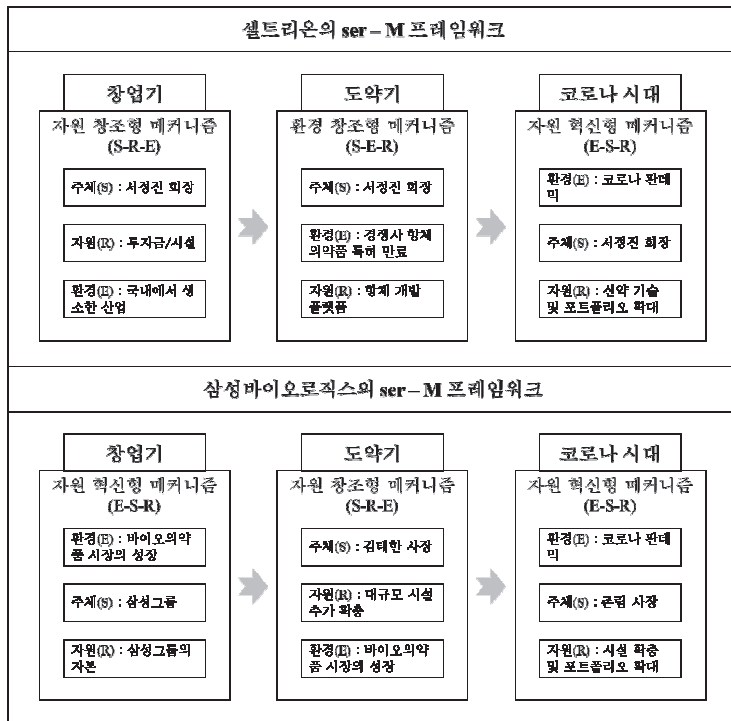 셀트리온의 ser – M 프레임워크
창업기
자원 창조형 메커니즘
(S-R-E)
주체(S) : 서정진 회장
자원(R) : 투자금/시설
환경(E) : 국내에서 생
소한 산업
도약기
환경 창조형 메커니즘
(S-E-R)
주체(S) : 서정진 회장
환경(E) : 경쟁사 항체
의약품 특허 만료
자원(R) : 항체 개발
플랫폼
코로나 시대
자원 혁신형 메커니즘
(E-S-R)
환경(E) : 코로나 판데
믹
주체(S) : 서정진 회장
자원(R) : 신약 기술
및 포트폴리오 확대
삼성바이오로직스의 ser – M 프레임워크
창업기
자원 혁신형 메커니즘
(E-S-R)
환경(E) : 바이오의약
품 시장의 성장
주체(S) : 삼성그룹
자원(R) : 삼성그룹의
자본
도약기
자원 창조형 메커니즘
(S-R-E)
주체(S) : 김태한 사장
자원(R) : 대규모 시설
추가 확충
환경(E) : 바이오의약
품 시장의 성장
코로나 시대
자원 혁신형 메커니즘
(E-S-R)
환경(E) : 코로나 판데
믹
주체(S) : 존림 사장
자원(R) : 시설 확충
및 포트폴리오 확대